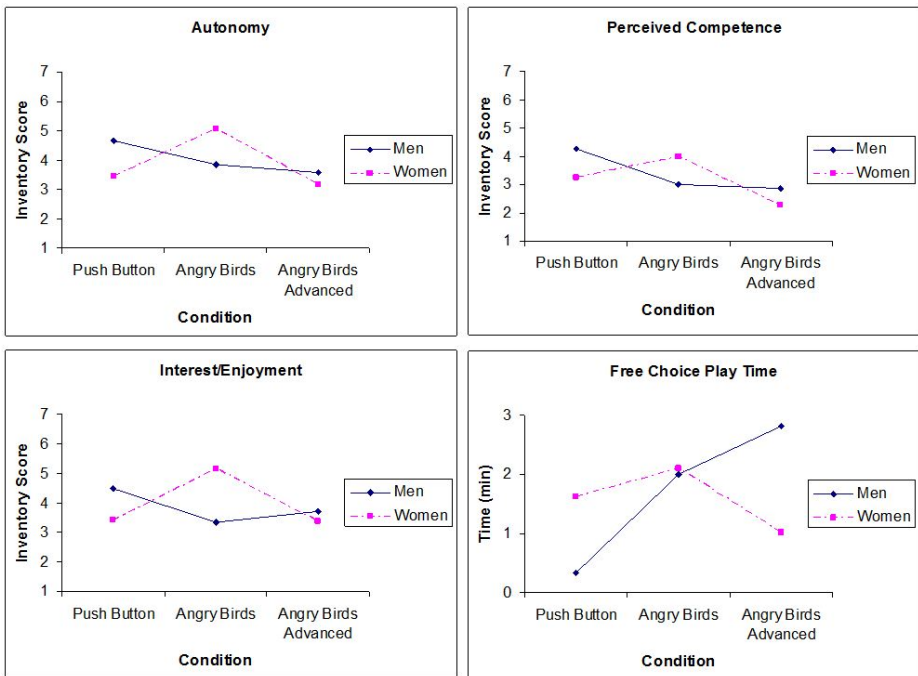 Autonomy
7
6
5
4
3
2
1
Inventory Score
Push Button
Angry Birds
Angry Birds
Advanced
Condition
Men
Women
Perceived Competence
7
6
5
4
3
2
1
Inventory Score
Push Button
Angry Birds
Angry Birds
Advanced
Condition
Men
Women
Interest/Enjoyment
7
6
5
4
3
2
1
Inventory Score
Push Button
Angry Birds
Angry Birds
Advanced
Condition
Men
Women
Free Choice Play Time
3
2
1
0
Time (min)
Push Button
Angry Birds
Angry Birds
Advanced
Condition
Men
Women